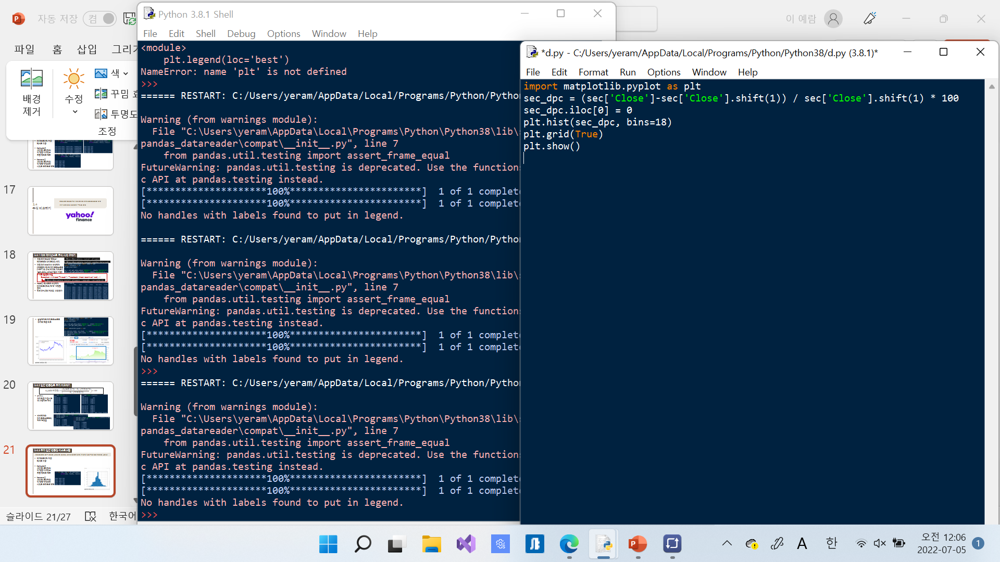 자동 저장
켬
이 예람
파일 홈 삽입
배경
제거
수정
색
꾸밈
투명도
조정
17
yahoo!
finance
18
19
20
21
슬라이드 21/27
한국어
Python 3.8.1 Shell
File Edit Shell Debug Options Window Help
<module>
    plt.legend(loc='best')
NameError: name 'plt' is not defined
>>>
====== RESTART: C:/Users/yeram/AppData/Local/Programs/Python/Python
Warning (from warnings module):
  File "C:\Users\yeram\AppData\Local\Programs\Python\Python38\lib\
pandas_datareader\compat\__init__.py", line 7
    from pandas.util.testing import assert_frame_equal
FutureWarning: pandas.util.testing is deprecated. Use the function
c API at pandas.testing instead.
[*********************100%***********************]  1 of 1 complet
[*********************100%***********************]  1 of 1 complet
No handles with labels found to put in legend.
====== RESTART: C:/Users/yeram/AppData/Local/Programs/Python/Python
Warning (from warnings module):
  File "C:\Users\yeram\AppData\Local\Programs\Python\Python38\lib\
pandas_datareader\compat\__init__.py", line 7
    from pandas.util.testing import assert_frame_equal
FutureWarning: pandas.util.testing is deprecated. Use the function
c API at pandas.testing instead.
[*********************100%***********************]  1 of 1 complet
[*********************100%***********************]  1 of 1 complet
No handles with labels found to put in legend.
>>>
====== RESTART: C:/Users/yeram/AppData/Local/Programs/Python/Python
Warning (from warnings module):
  File "C:\Users\yeram\AppData\Local\Programs\Python\Python38\lib\
pandas_datareader\compat\__init__.py", line 7
    from pandas.util.testing import assert_frame_equal
FutureWarning: pandas.util.testing is deprecated. Use the function
c API at pandas.testing instead.
[*********************100%***********************]  1 of 1 complet
[*********************100%***********************]  1 of 1 complet
No handles with labels found to put in legend.
>>>
*d.py - C:/Users/yeram/AppData/Local/Programs/Python/Python38/d.py (3.8.1)*
File Edit Format Run Options Window Help
import matplotlib.pyplot as plt
sec_dpc = (sec['Close']-sec['Close'].shift(1)) / sec['Close'].shift(1) * 100
sec_dpc.iloc[0] = 0
plt.hist(sec_dpc, bins=18)
plt.grid(True)
plt.show()
A 한
오전 12:06
2022-07-05
1